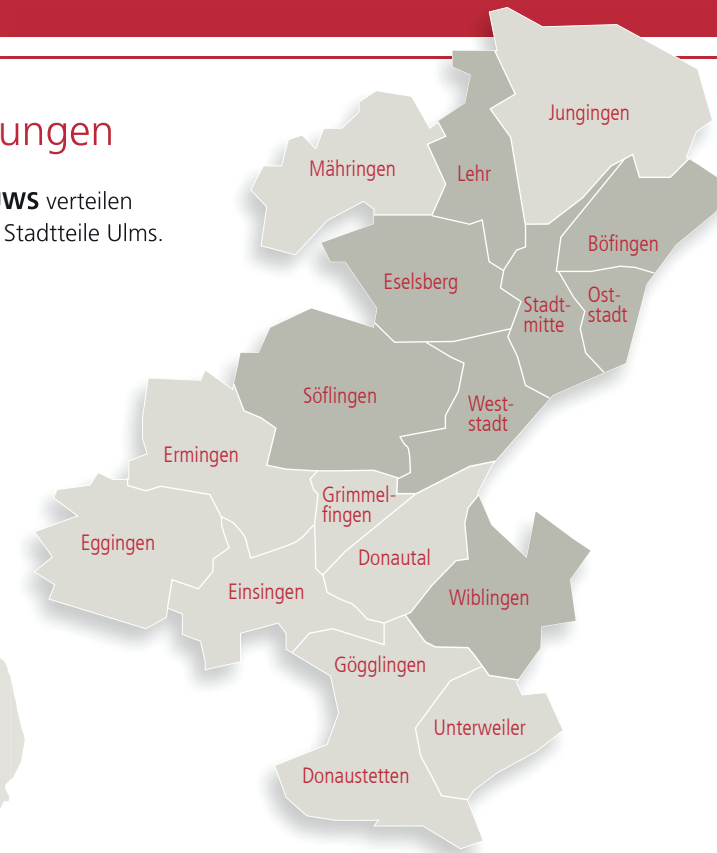 ungen
UWS verteilen
Stadtteile Ulms.
Jungingen
Mähringen
Lehr
Böfingen
Eselsberg
Stadt-
mitte
Ost-
stadt
Söflingen
West-
stadt
Ermingen
Grimmel-
fingen
Eggingen
Donautal
Einsingen
Wiblingen
Gögglingen
Unterweiler
Donaustetten